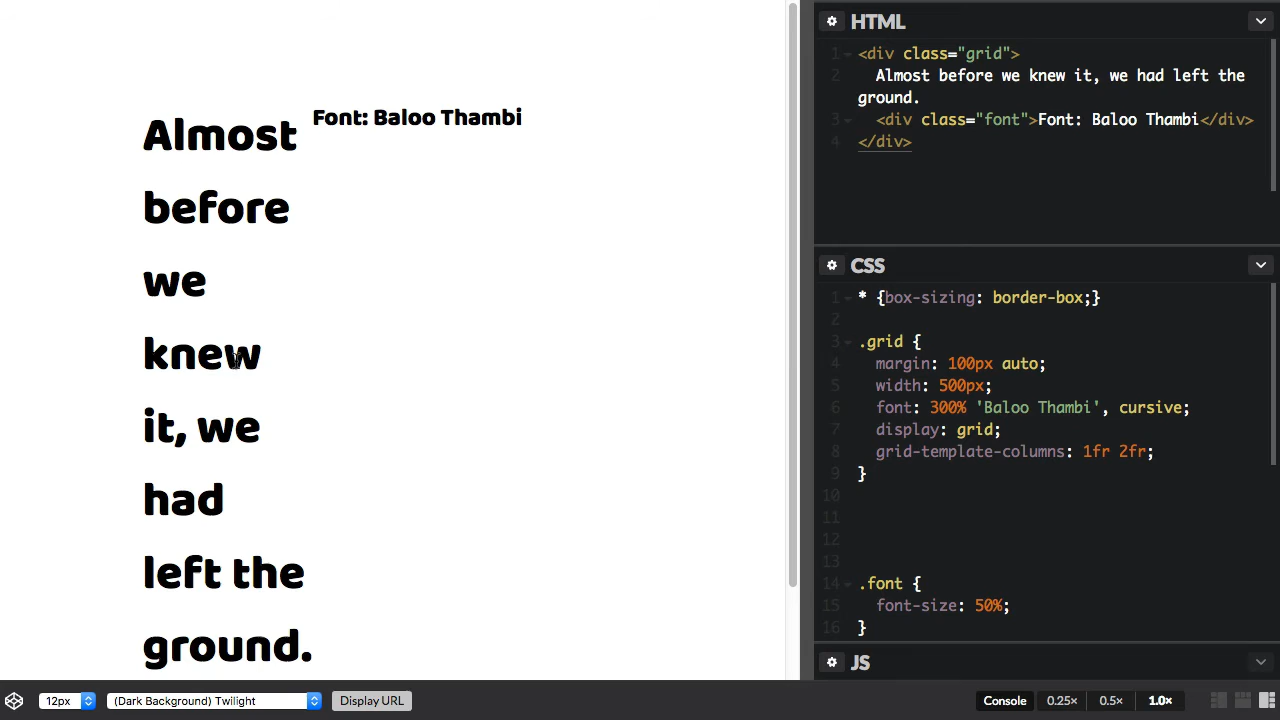 Almost
before
we
knew
it, we
had
left the
ground.
Font: Baloo Thambi
HTML
1 <div class="grid">
2 Almost before we knew it, we had left the
ground.
3 <div class="font">Font: Baloo Thambi</div>
4 </div>
CSS
1 * {box-sizing: border-box;}
2
3 .grid {
4 margin: 100px auto;
5 width: 500px;
6 font: 300% 'Baloo Thambi', cursive;
7 display: grid;
8 grid-template-columns: 1fr 2fr;
9 }
10
11
12
13
14 .font {
15 font-size: 50%;
16 }
JS
12px
(Dark Background) Twilight
Display URL
Console
0.25×
0.5×
1.0×